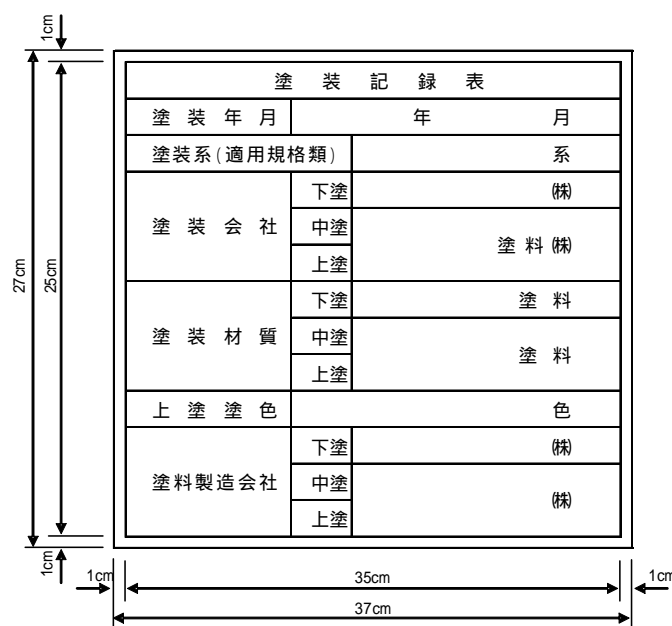 1cm
27cm
25cm
1cm
塗装記録表
塗装年月 年 月
塗装系(適用規格類) 系
塗装会社 下塗 ㈱
中塗 塗料㈱
上塗
塗装材質 下塗 塗料
中塗 塗料
上塗
上塗塗色 色
塗料製造会社 下塗 ㈱
中塗 ㈱
上塗
1cm 35cm 1cm
37cm